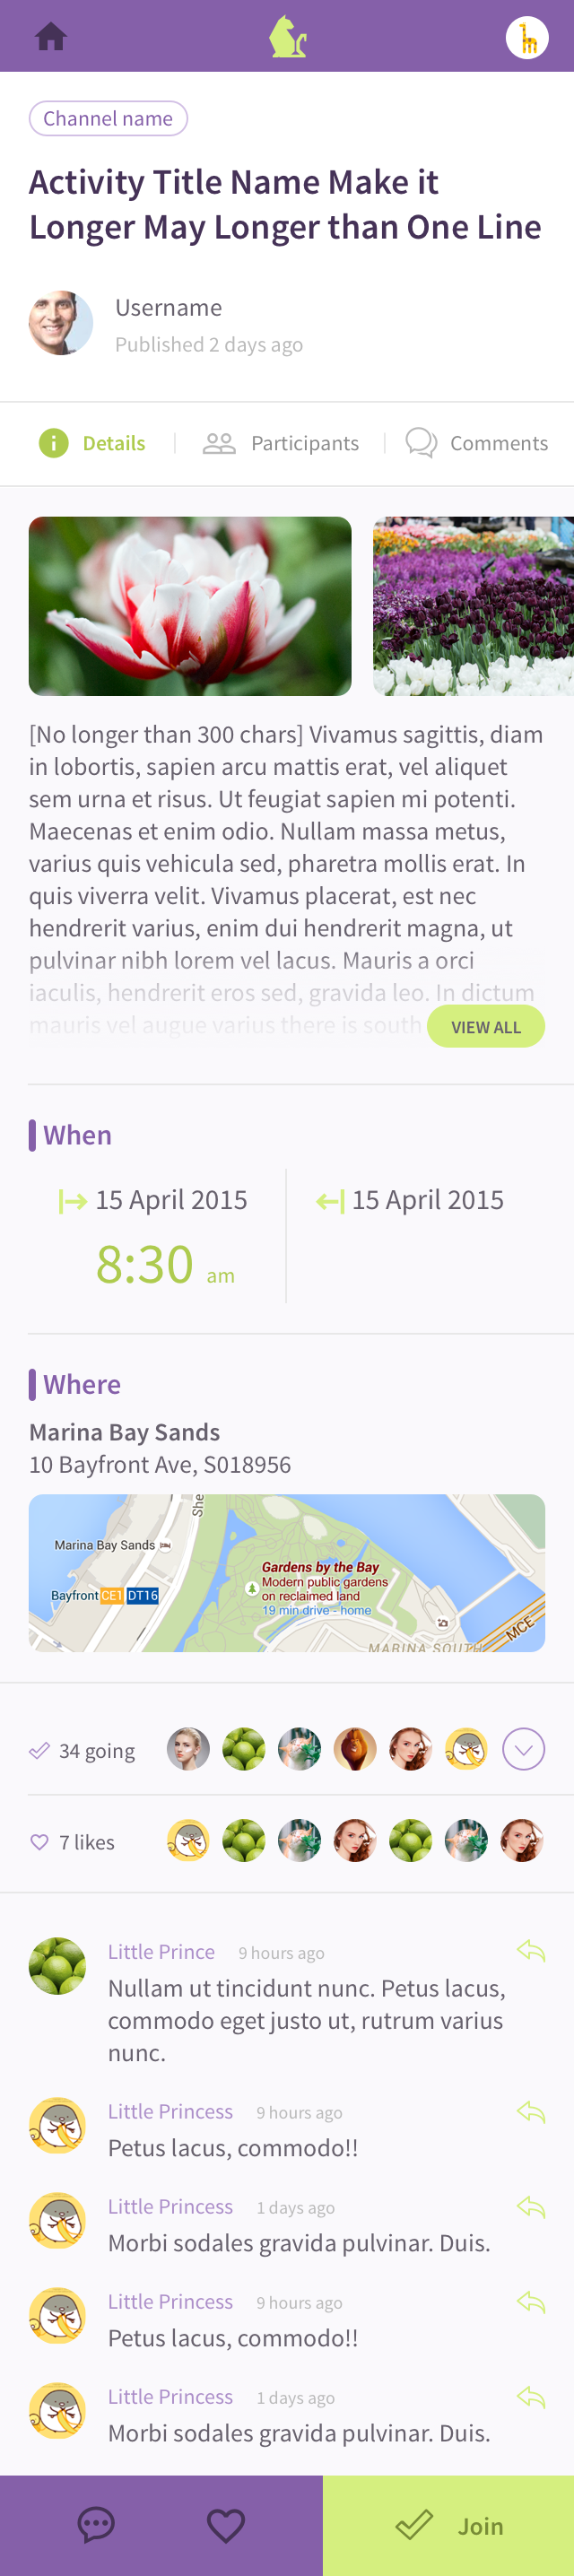 Channel name
Activity Title Name Make it
Longer May Longer than One Line
Username
Published 2 days ago
Details
Participants
Comments
[No longer than 300 chars] Vivamus sagittis, diam
in lobortis, sapien arcu mattis erat, vel aliquet
sem urna et risus. Ut feugiat sapien mi potenti.
Maecenas et enim odio. Nullam massa metus,
varius quis vehicula sed, pharetra mollis erat. In
quis viverra velit. Vivamus placerat, est nec
hendrerit varius, enim dui hendrerit magna, ut
pulvinar nibh lorem vel lacus. Mauris a orci
iaculis, hendrerit eros sed, gravida leo. In dictum
mauris vel augue varius there is south
VIEW ALL
When
15 April 2015
8:30 am
15 April 2015
Where
Marina Bay Sands
10 Bayfront Ave, S018956
She
Marina Bay Sands
Gardens by the Bay
Modern public gardens
on reclaimed land
19 min drive - home
Bayfront CE1 DT16
MCE
MARINA SOUTH
34 going
7 likes
Little Prince 9 hours ago
Nullam ut tincidunt nunc. Petus lacus,
commodo eget justo ut, rutrum varius
nunc.
Little Princess 9 hours ago
Petus lacus, commodo!!
Little Princess 1 days ago
Morbi sodales gravida pulvinar. Duis.
Little Princess 9 hours ago
Petus lacus, commodo!!
Little Princess 1 days ago
Morbi sodales gravida pulvinar. Duis.
Join